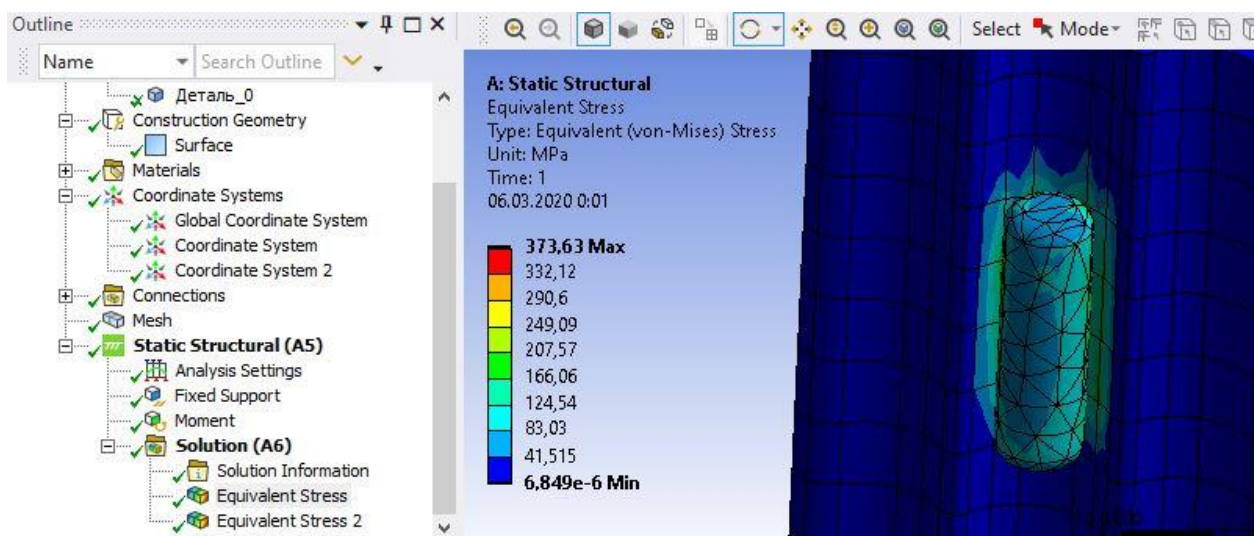 Outline
Name
Search Outline
Деталь_0
Construction Geometry
Surface
Materials
Coordinate Systems
Global Coordinate System
Coordinate System
Coordinate System 2
Connections
Mesh
Static Structural (A5)
Analysis Settings
Fixed Support
Moment
Solution (A6)
Solution Information
Equivalent Stress
Equivalent Stress 2
Select Mode
A: Static Structural
Equivalent Stress
Type: Equivalent (von-Mises) Stress
Unit: MPa
Time: 1
06.03.2020 0:01
373,63 Max
332,12
290,6
249,09
207,57
166,06
124,54
83,03
41,515
6,849e-6 Min